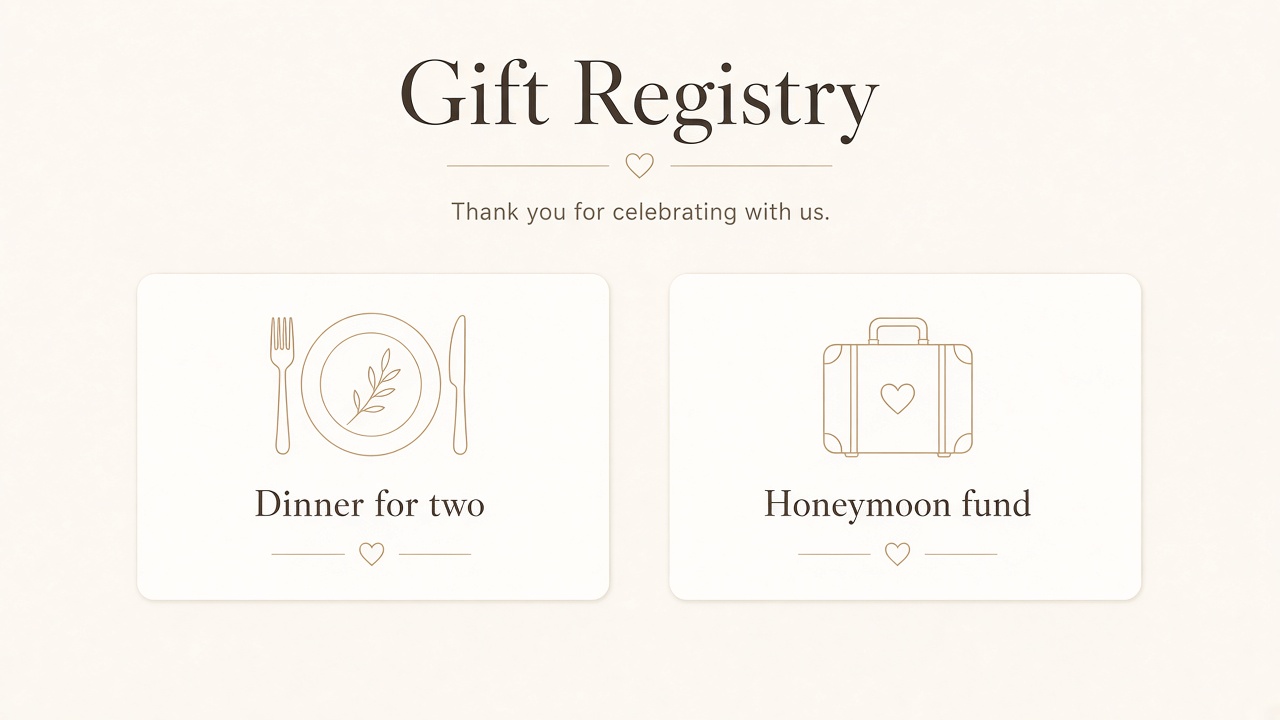 Gift Registry
Thank you for celebrating with us.
Dinner for two
Honeymoon fund